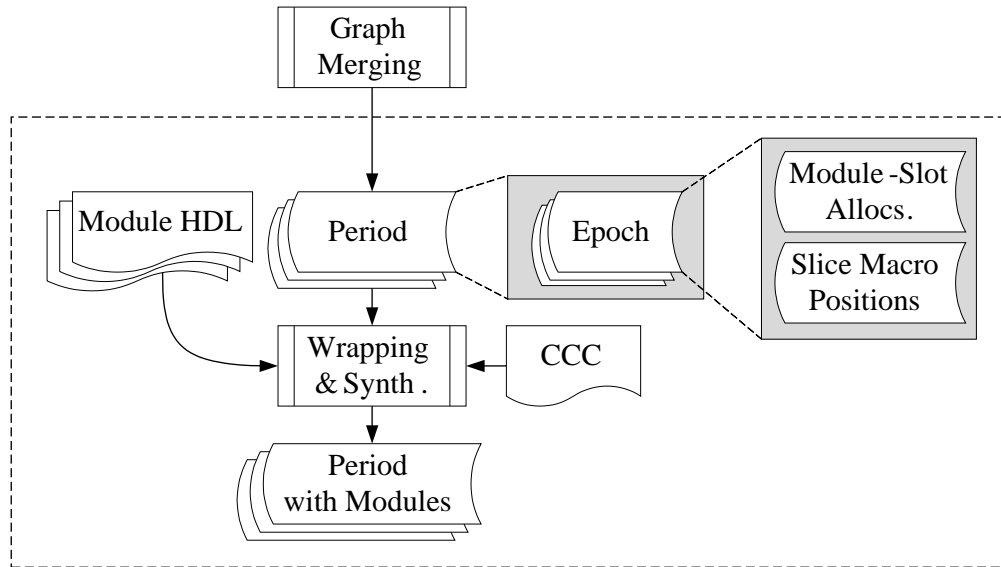 Graph
Merging
Module HDL
Period
Epoch
Module -Slot
Allocs.
Slice Macro
Positions
Wrapping
& Synth .
CCC
Period
with Modules